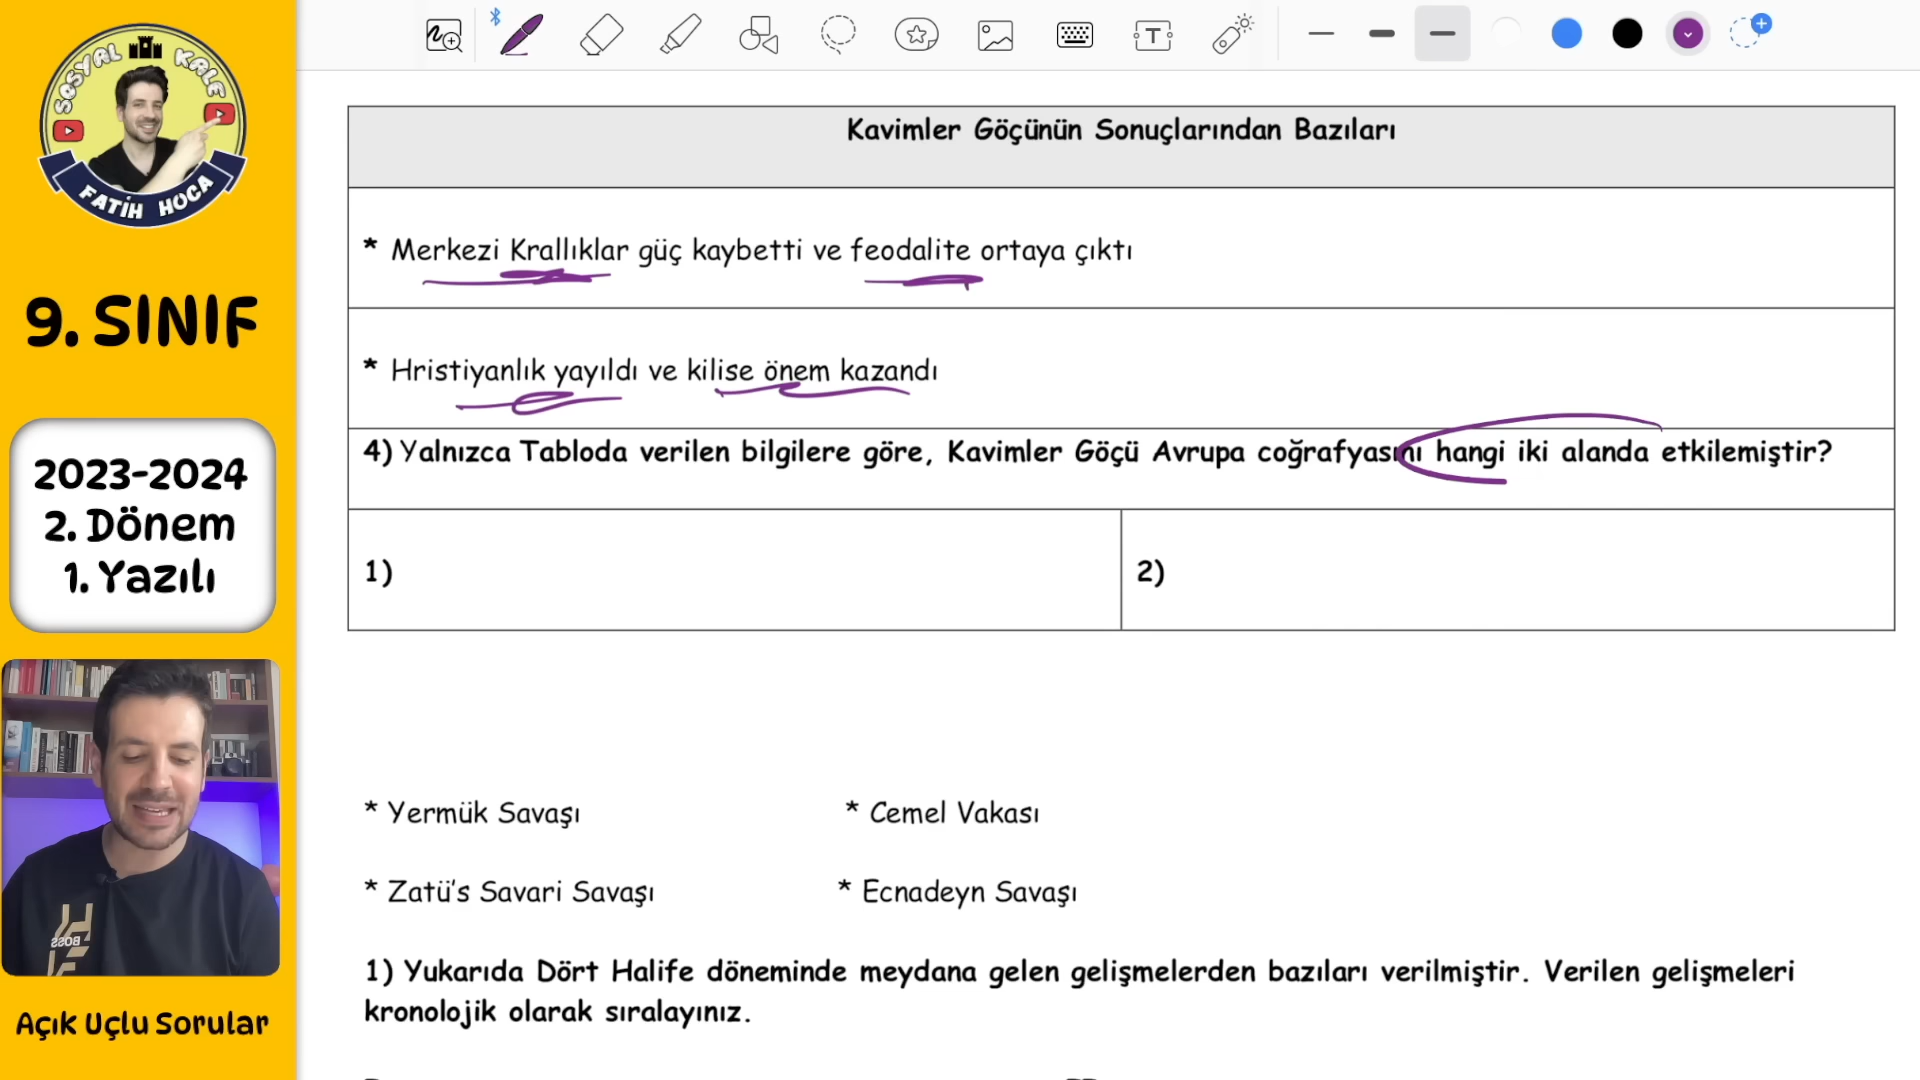 SOSYAL KALE
FATİH HOCA
9. SINIF
2023-2024
2. Dönem
1. Yazılı
BOSS
Açık Uçlu Sorular
T
Kavimler Göçünün Sonuçlarından Bazıları
* Merkezi Krallıklar güç kaybetti ve feodalite ortaya çıktı
* Hristiyanlık yayıldı ve kilise önem kazandı
4) Yalnızca Tabloda verilen bilgilere göre, Kavimler Göçü Avrupa coğrafyasını hangi iki alanda etkilemiştir?
1)
2)
* Yermük Savaşı
* Cemel Vakası
* Zatü's Savari Savaşı
* Ecnadeyn Savaşı
1) Yukarıda Dört Halife döneminde meydana gelen gelişmelerden bazıları verilmiştir. Verilen gelişmeleri
kronolojik olarak sıralayınız.